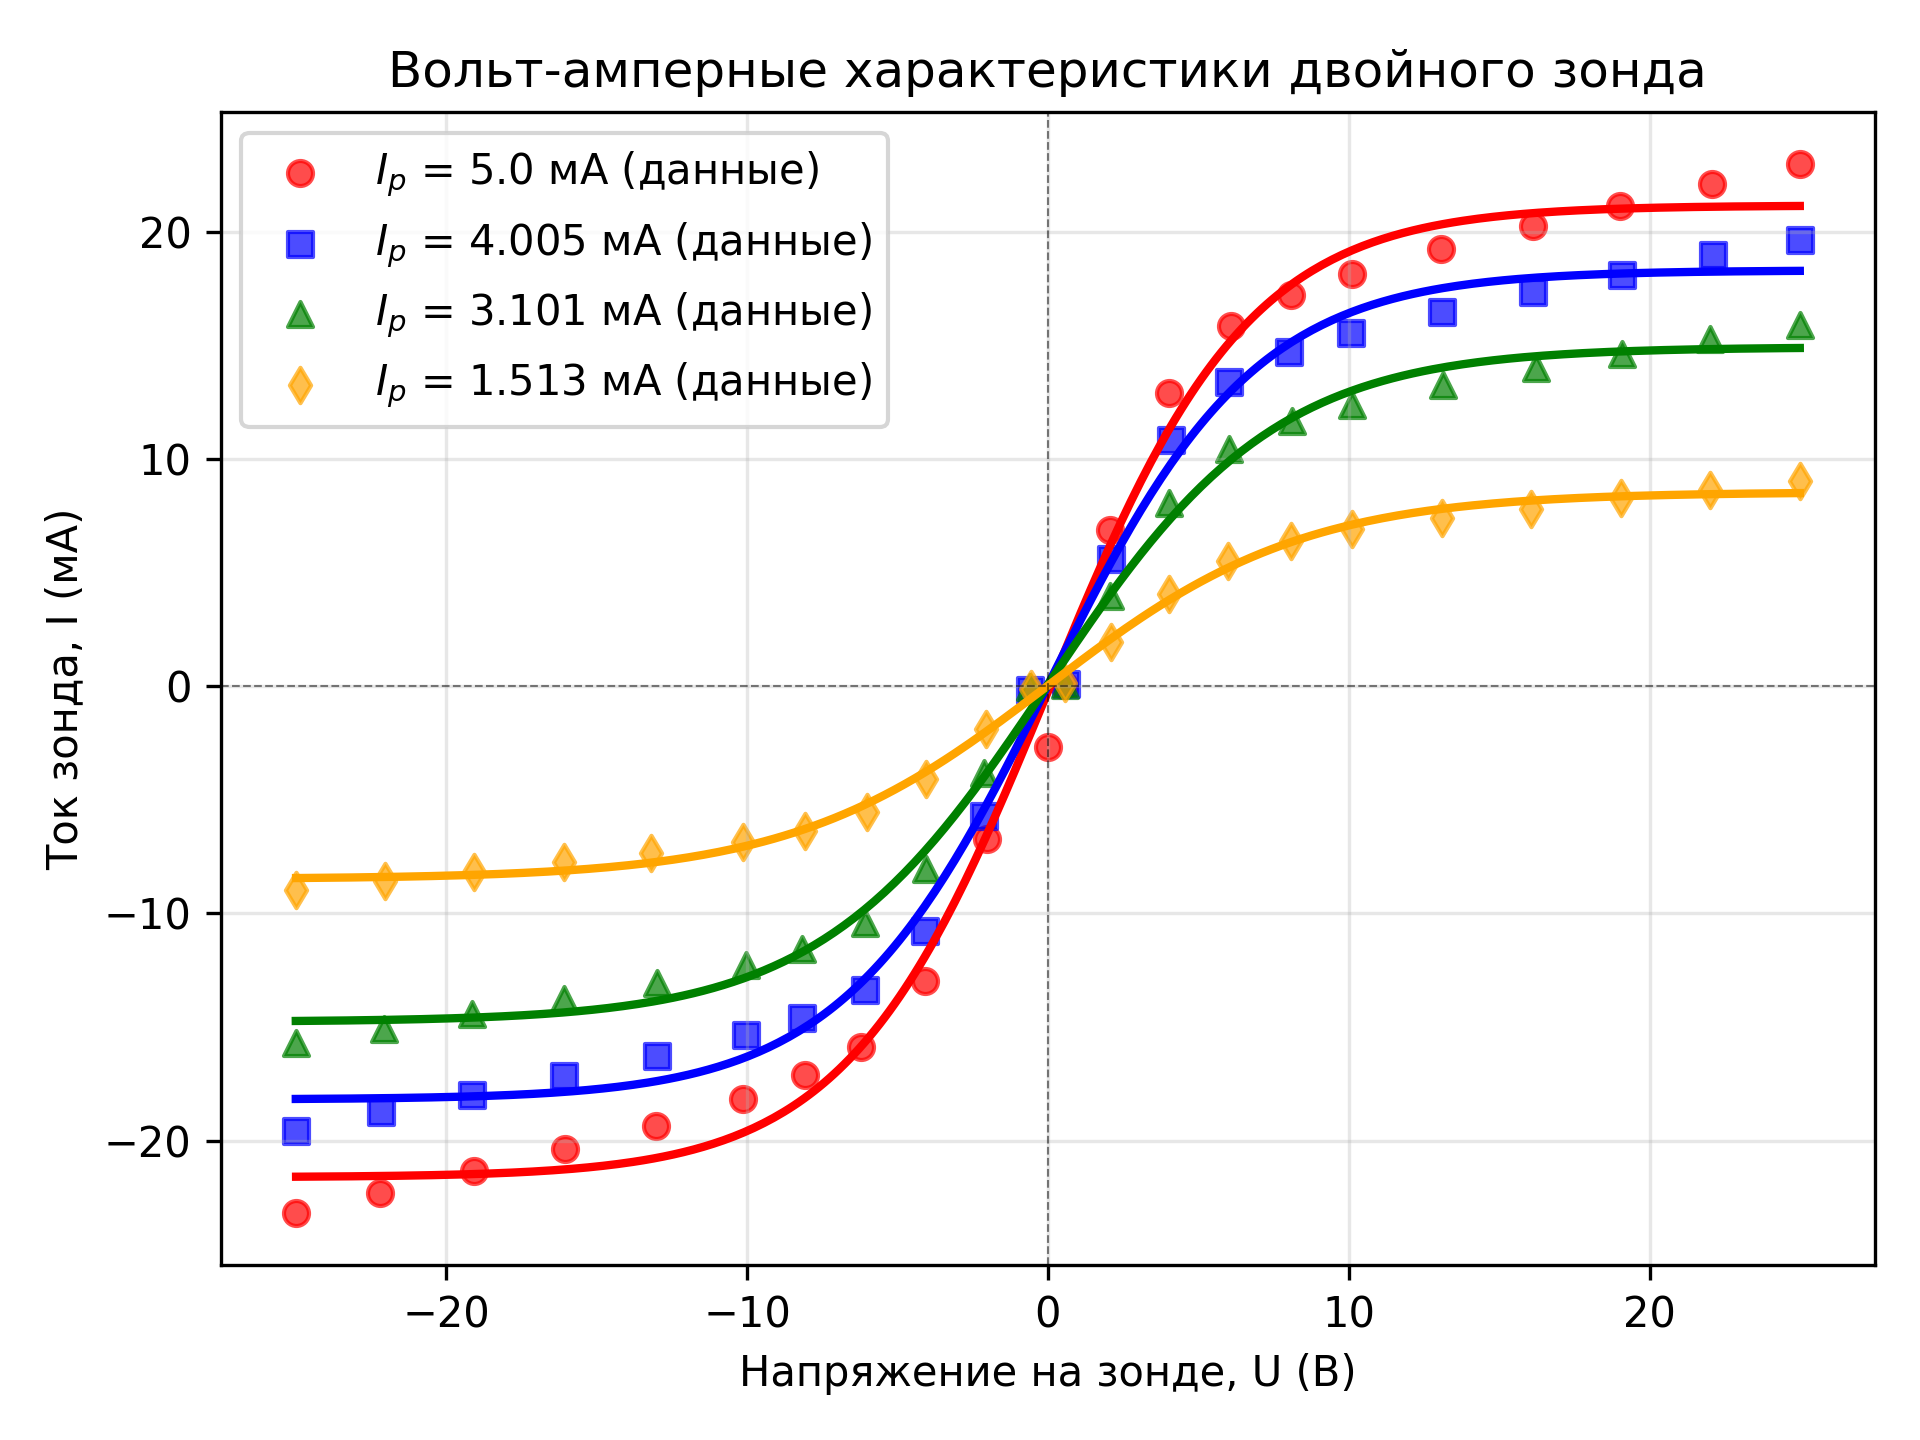 Вольт-амперные характеристики двойного зонда
I_p = 5.0 мА (данные)
I_p = 4.005 мА (данные)
I_p = 3.101 мА (данные)
I_p = 1.513 мА (данные)
Ток зонда, I (мА)
20
10
0
−10
−20
−20
−10
0
10
20
Напряжение на зонде, U (В)